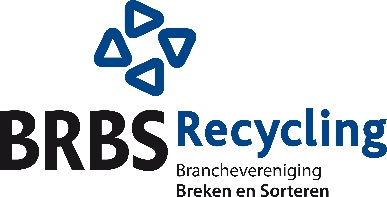 BRBS Recycling
Branchevereniging
Breken en Sorteren